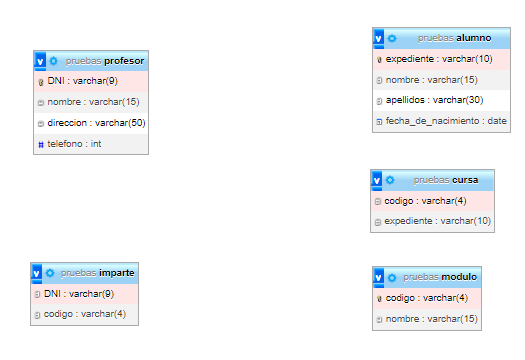 pruebas profesor
DNI : varchar(9)
nombre : varchar(15)
direccion : varchar(50)
# telefono : int
pruebas alumno
expediente : varchar(10)
nombre : varchar(15)
apellidos : varchar(30)
fecha_de_nacimiento : date
pruebas cursa
codigo : varchar(4)
expediente : varchar(10)
pruebas imparte
DNI : varchar(9)
codigo : varchar(4)
pruebas modulo
codigo : varchar(4)
nombre : varchar(15)